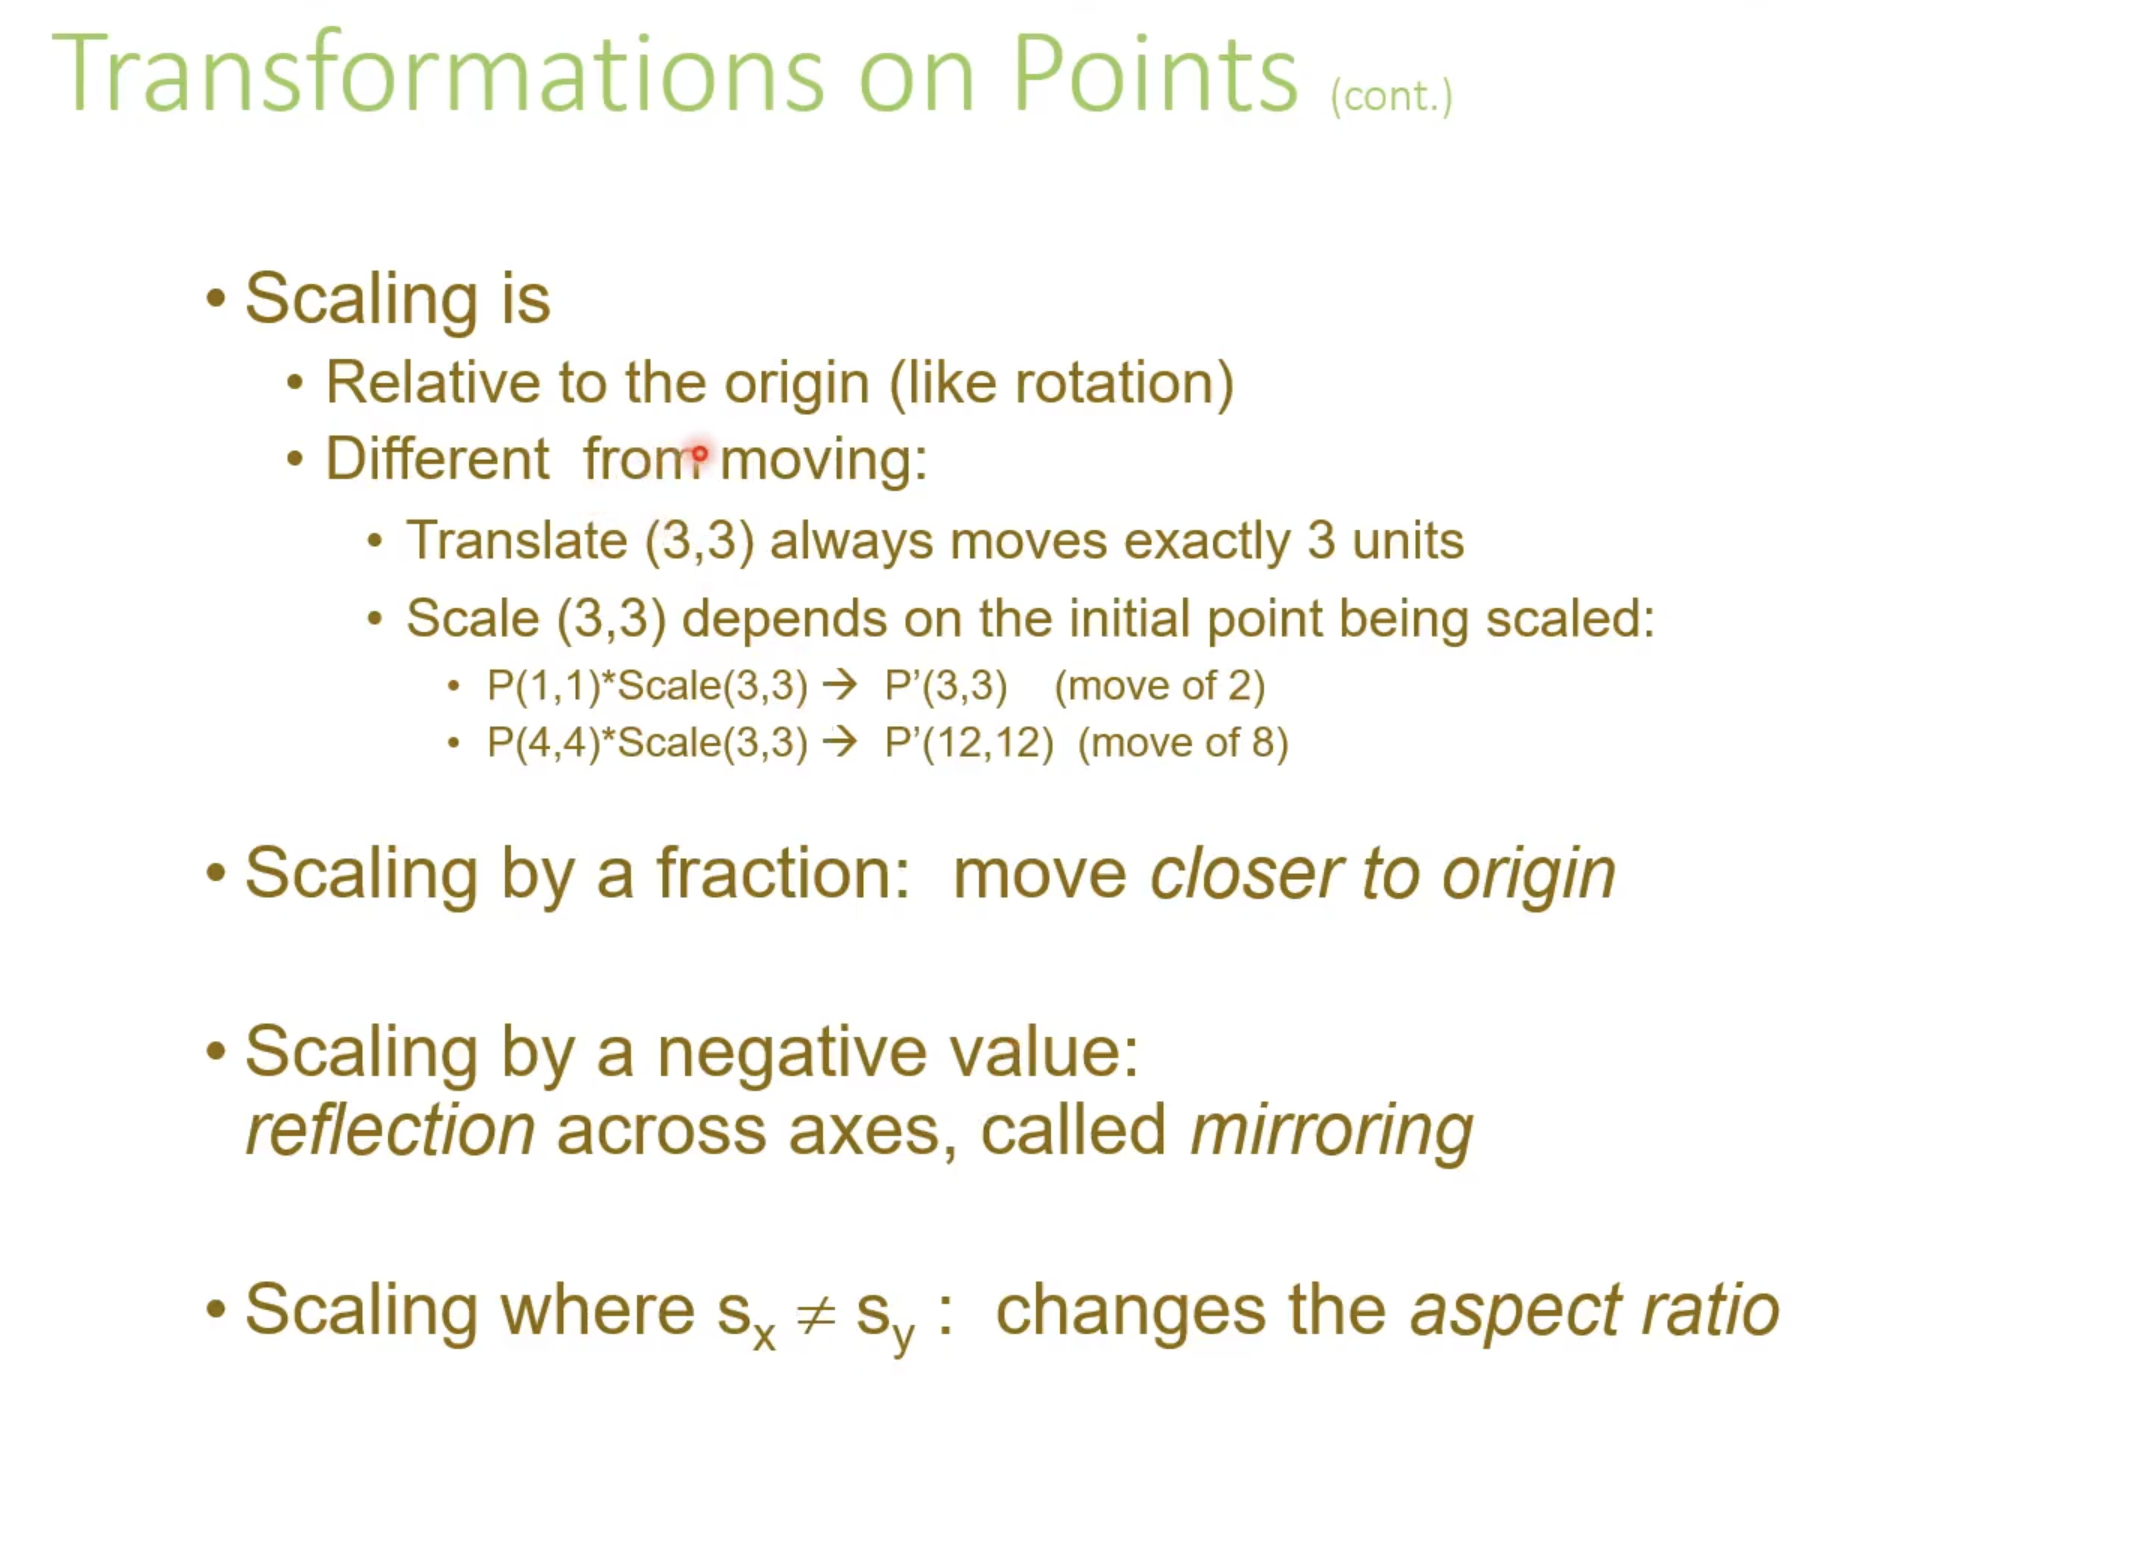 Transformations on Points (cont.)
• Scaling is
• Relative to the origin (like rotation)
• Different from moving:
• Translate (3,3) always moves exactly 3 units
• Scale (3,3) depends on the initial point being scaled:
• P(1,1)*Scale(3,3) → P’(3,3) (move of 2)
• P(4,4)*Scale(3,3) → P’(12,12) (move of 8)
• Scaling by a fraction: move closer to origin
• Scaling by a negative value:
reflection across axes, called mirroring
• Scaling where sₓ ≠ s_y : changes the aspect ratio